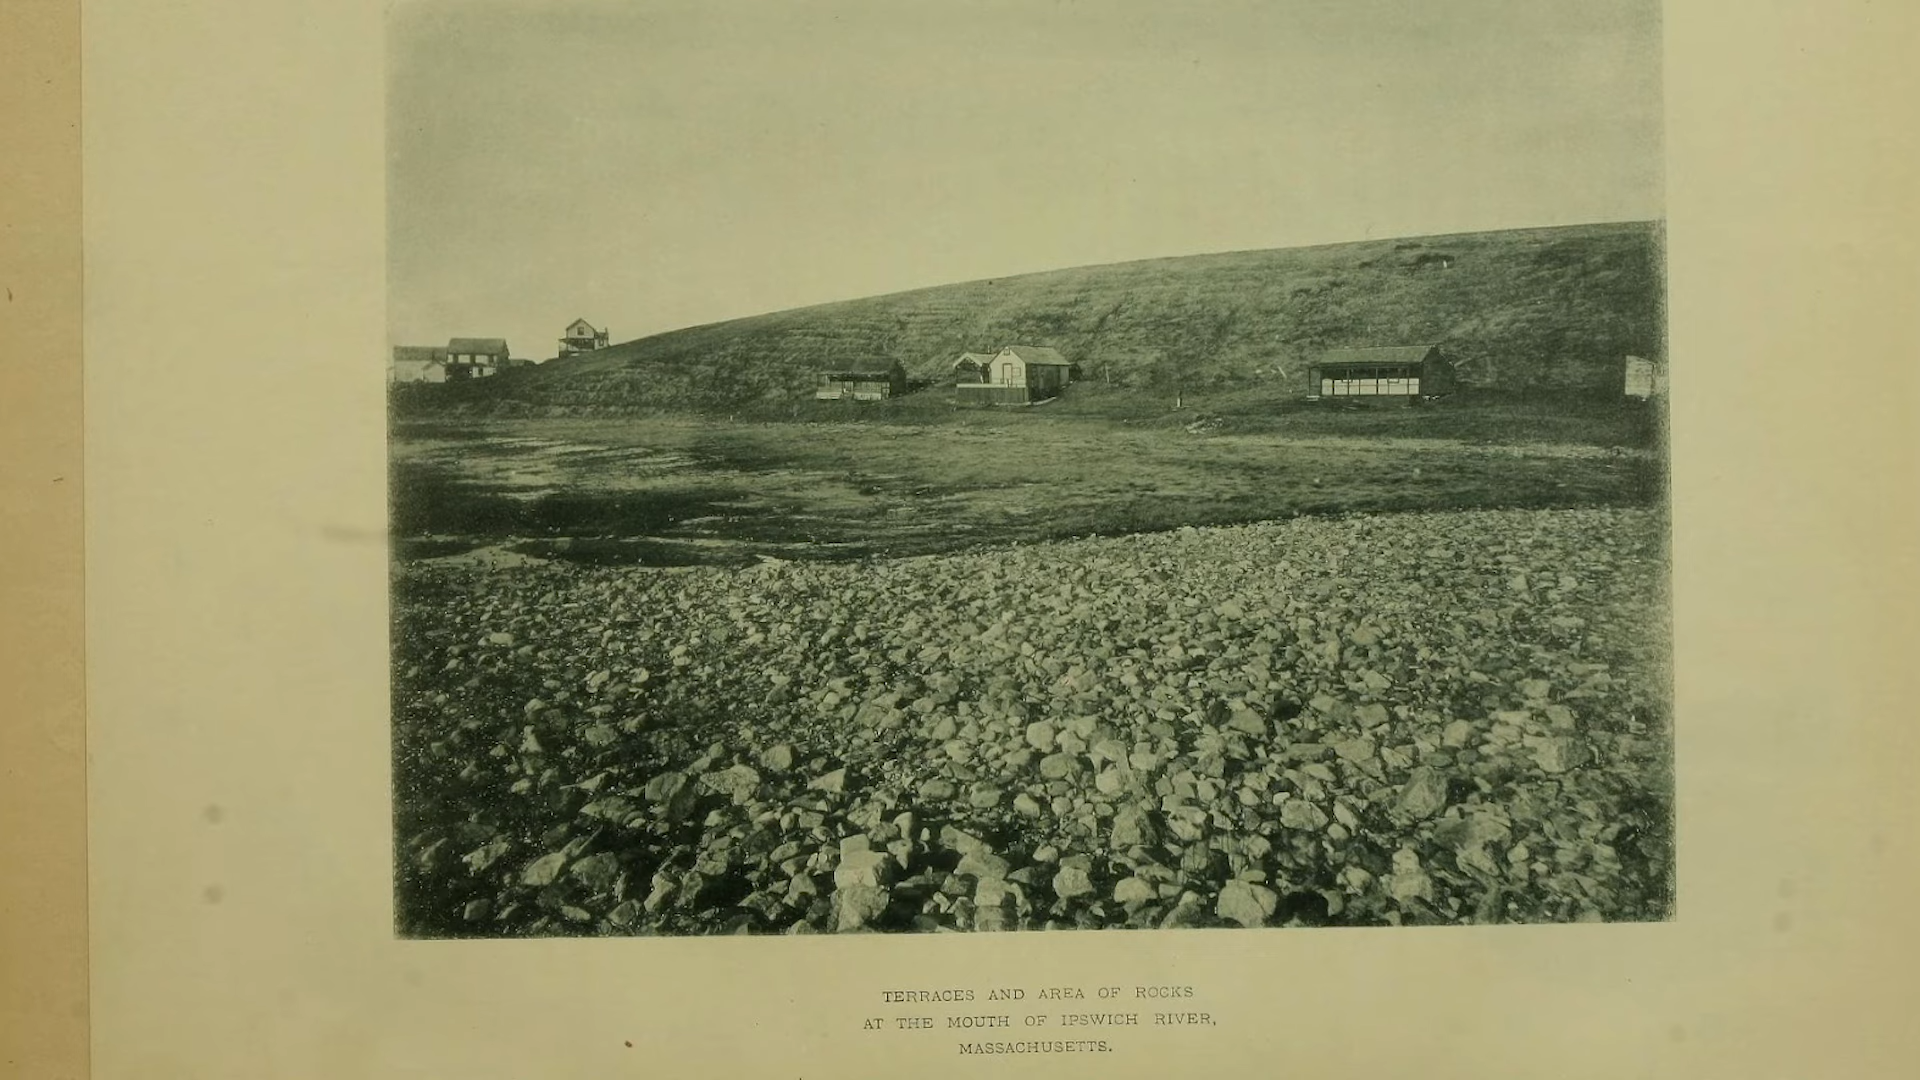 TERRACES AND AREA OF ROCKS
AT THE MOUTH OF IPSWICH RIVER,
MASSACHUSETTS.